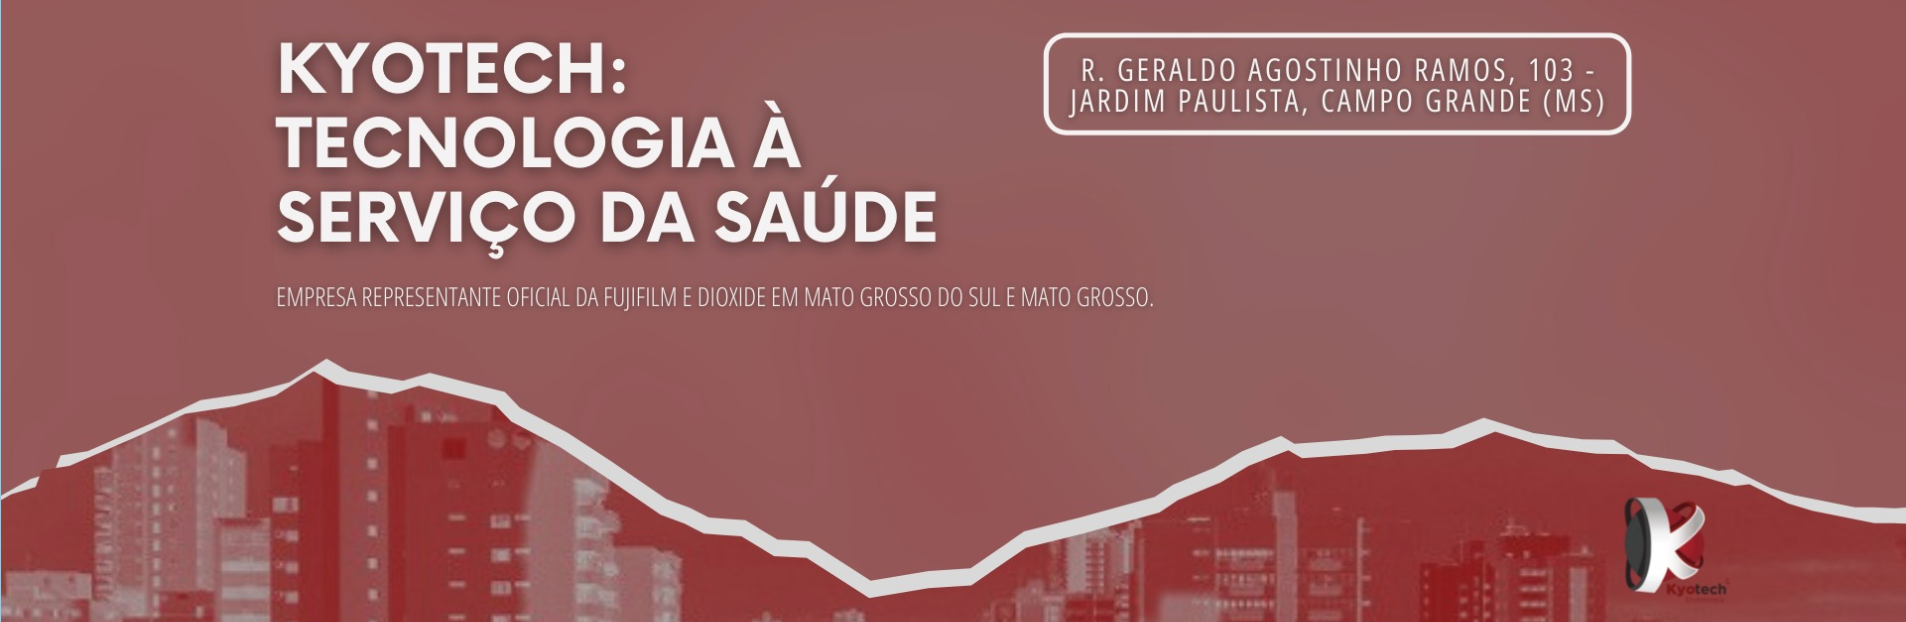 KYOTECH:
TECNOLOGIA À
SERVIÇO DA SAÚDE
EMPRESA REPRESENTANTE OFICIAL DA FUJIFILM E DIOXIDE EM MATO GROSSO DO SUL E MATO GROSSO.
R. GERALDO AGOSTINHO RAMOS, 103 -
JARDIM PAULISTA, CAMPO GRANDE (MS)
Kyotech